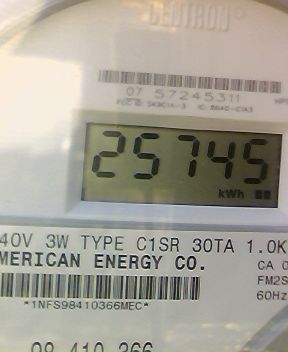 CENTRON®
07 57245311
25745
kWh
40V 3W TYPE C1SR 30TA 1.0K
MERICAN ENERGY CO.
CA 0
FM2S
60Hz
*1NFS98410366MEC*
98 410 366